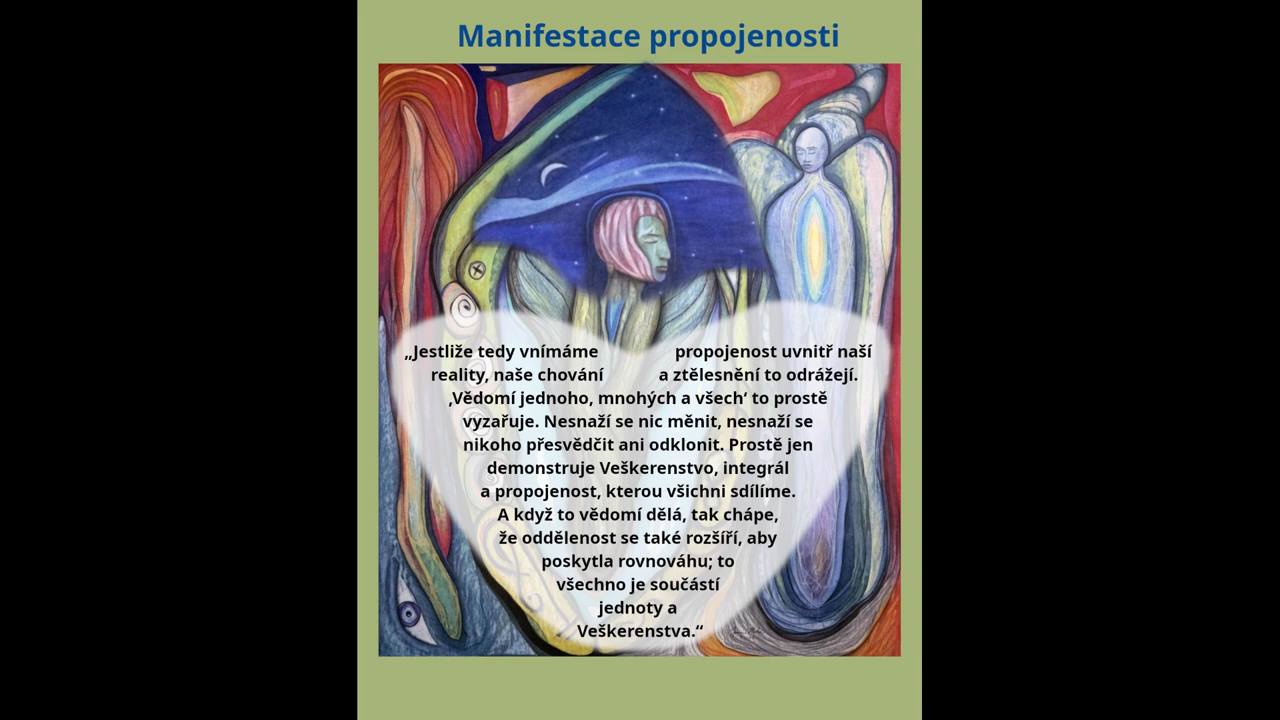 Manifestace propojenosti
„Jestliže tedy vnímáme propojenost uvnitř naší
reality, naše chování a ztělesnění to odrážejí.
‚Vědomí jednoho, mnohých a všech‘ to prostě
vyzařuje. Nesnaží se nic měnit, nesnaží se
nikoho přesvědčit ani odklonit. Prostě jen
demonstruje Veškerenstvo, integrál
a propojenost, kterou všichni sdílíme.
A když to vědomí dělá, tak chápe,
že oddělenost se také rozšíří, aby
poskytla rovnováhu; to
všechno je součástí
jednoty a
Veškerenstva.“